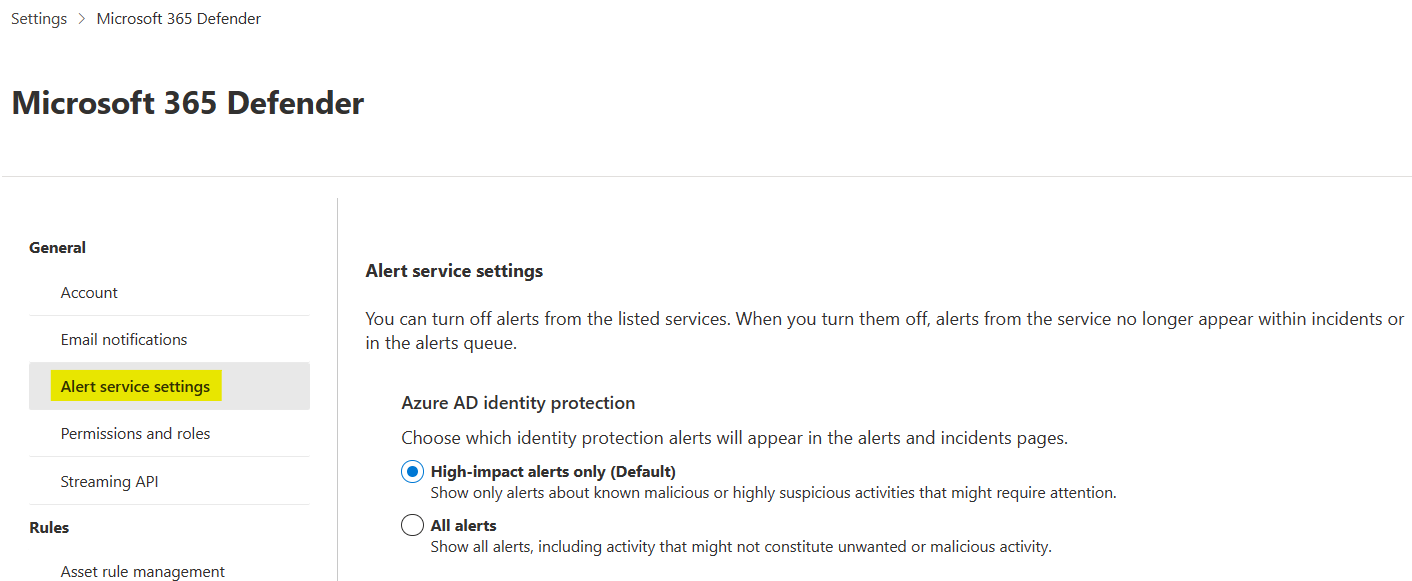 Settings > Microsoft 365 Defender
Microsoft 365 Defender
General
Account
Email notifications
Alert service settings
Permissions and roles
Streaming API
Rules
Asset rule management
Alert service settings
You can turn off alerts from the listed services. When you turn them off, alerts from the service no longer appear within incidents or
in the alerts queue.
Azure AD identity protection
Choose which identity protection alerts will appear in the alerts and incidents pages.
High-impact alerts only (Default)
Show only alerts about known malicious or highly suspicious activities that might require attention.
All alerts
Show all alerts, including activity that might not constitute unwanted or malicious activity.